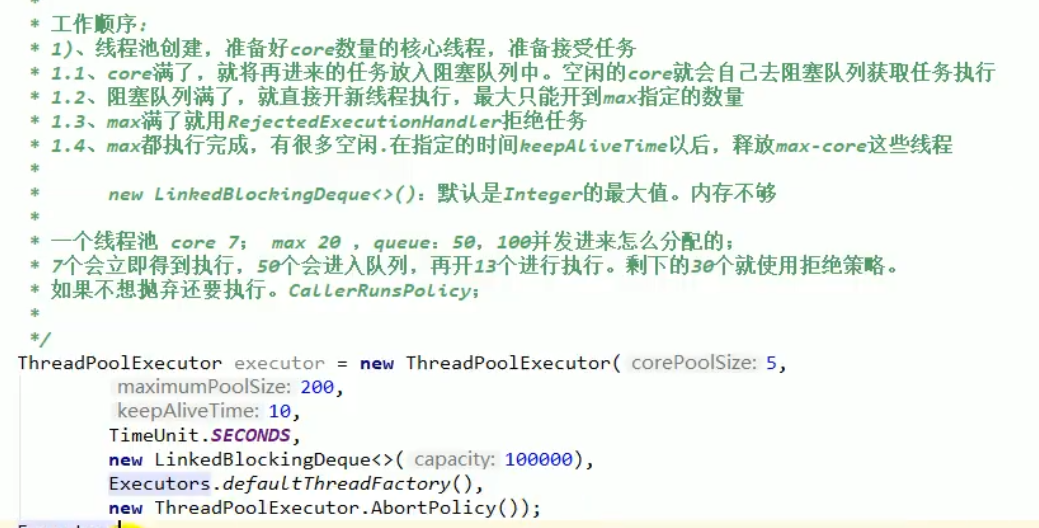 *
* 工作顺序：
* 1）、线程池创建，准备好core数量的核心线程，准备接受任务
* 1.1、core满了，就将再进来的任务放入阻塞队列中。空闲的core就会自己去阻塞队列获取任务执行
* 1.2、阻塞队列满了，就直接开新线程执行，最大只能开到max指定的数量
* 1.3、max满了就用RejectedExecutionHandler拒绝任务
* 1.4、max都执行完成，有很多空闲.在指定的时间keepAliveTime以后，释放max-core这些线程
*
* new LinkedBlockingDeque<>()：默认是Integer的最大值。内存不够
*
* 一个线程池 core 7； max 20 ，queue：50，100并发进来怎么分配的；
* 7个会立即得到执行，50个会进入队列，再开13个进行执行。剩下的30个就使用拒绝策略。
* 如果不想抛弃还要执行。CallerRunsPolicy；
*
*/
ThreadPoolExecutor executor = new ThreadPoolExecutor( corePoolSize: 5,
maximumPoolSize: 200,
keepAliveTime: 10,
TimeUnit.SECONDS,
new LinkedBlockingDeque<>( capacity: 100000),
Executors.defaultThreadFactory(),
new ThreadPoolExecutor.AbortPolicy());